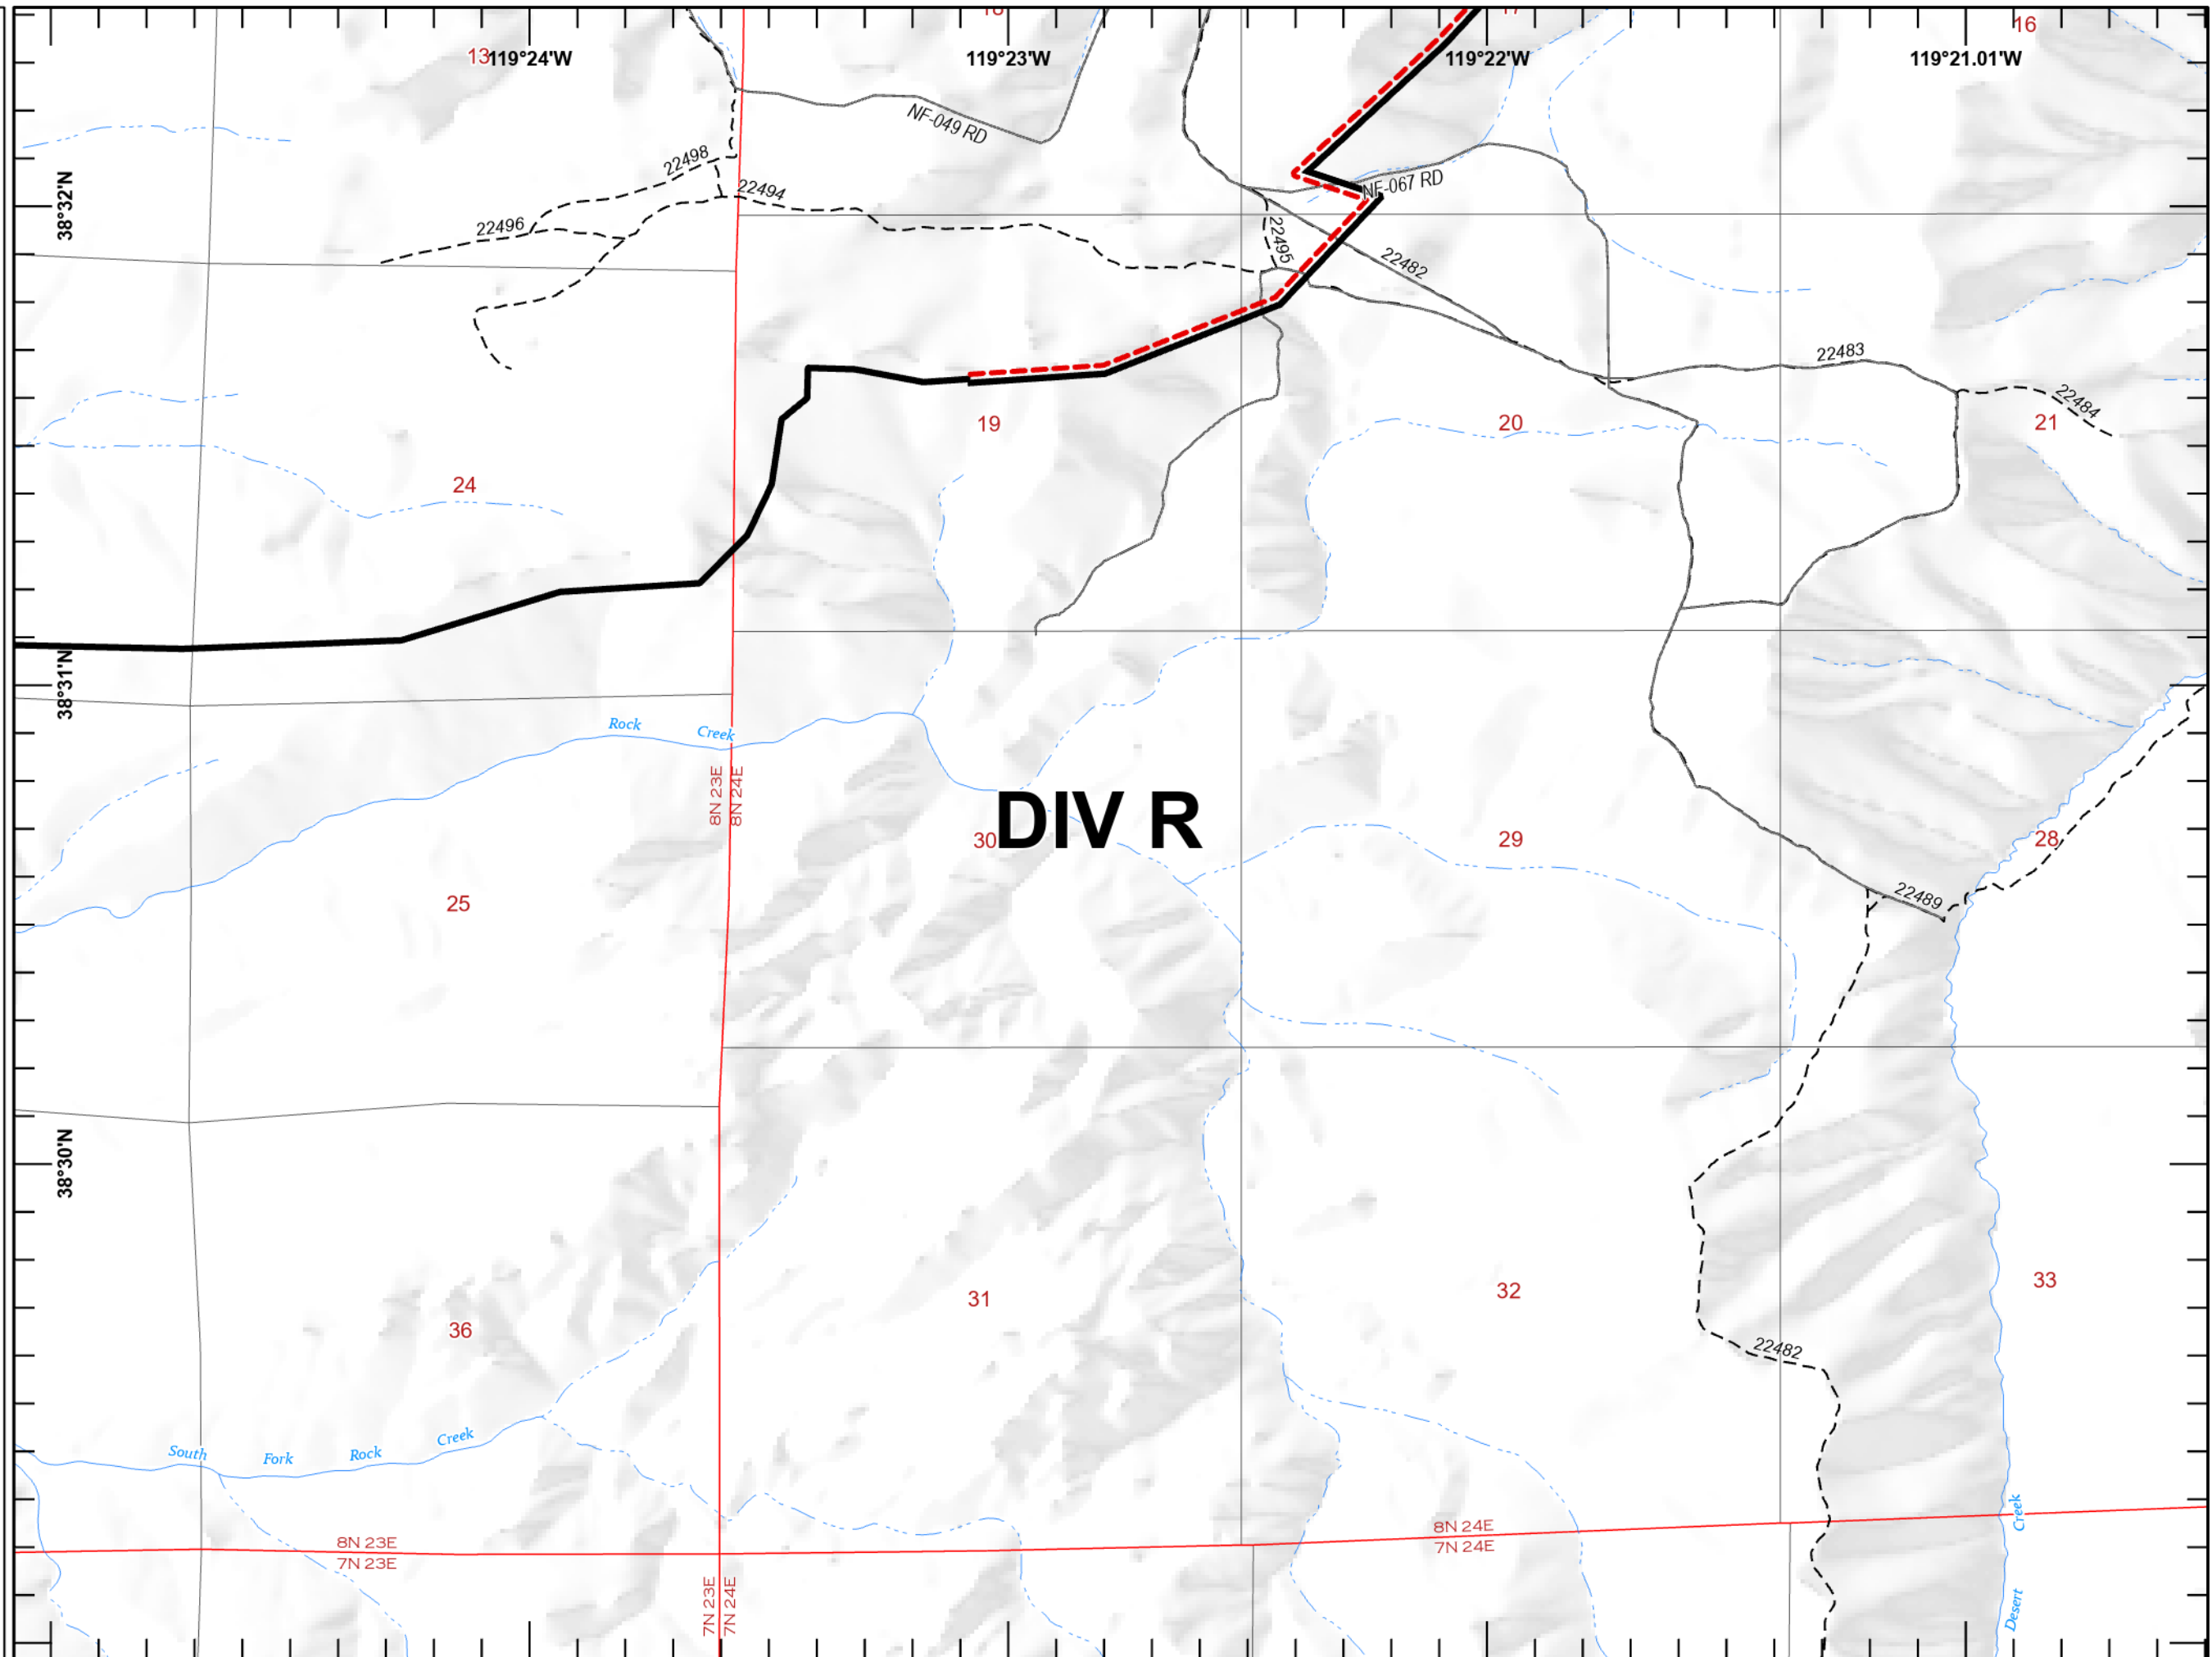 16
13
119°24'W
119°23'W
119°22'W
119°21.01'W
NF-049 RD
22498
22494
NF-067 RD
38°32'N
22496
22495
22482
22483
22484
19
20
21
24
38°31'N
Rock Creek
8N 23E
8N 24E
DIV R
30
29
28
25
22489
38°30'N
31
32
33
36
22482
South Fork Rock Creek
8N 23E
7N 23E
8N 24E
7N 24E
7N 23E
7N 24E
Desert Creek